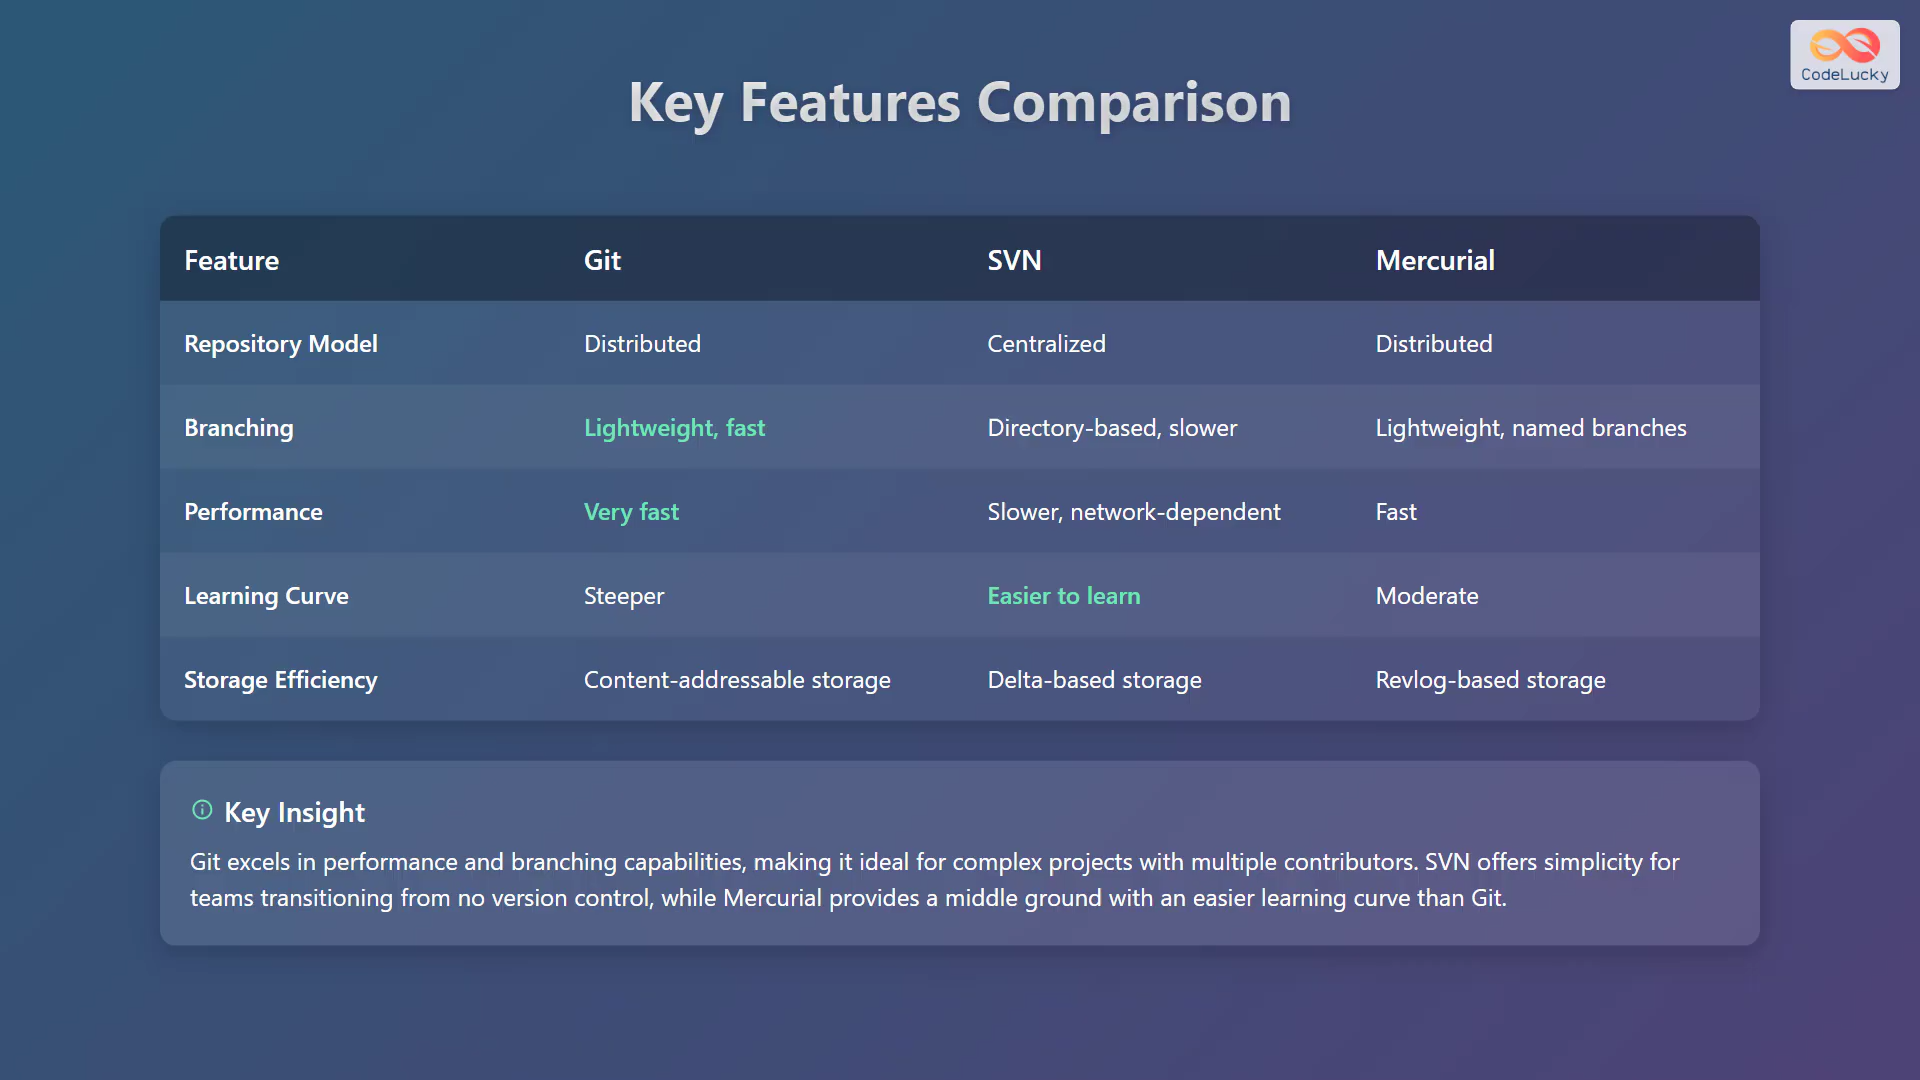 CodeLucky
Key Features Comparison
Feature Git SVN Mercurial
Repository Model Distributed Centralized Distributed
Branching Lightweight, fast Directory-based, slower Lightweight, named branches
Performance Very fast Slower, network-dependent Fast
Learning Curve Steeper Easier to learn Moderate
Storage Efficiency Content-addressable storage Delta-based storage Revlog-based storage
Key Insight
Git excels in performance and branching capabilities, making it ideal for complex projects with multiple contributors. SVN offers simplicity for
teams transitioning from no version control, while Mercurial provides a middle ground with an easier learning curve than Git.